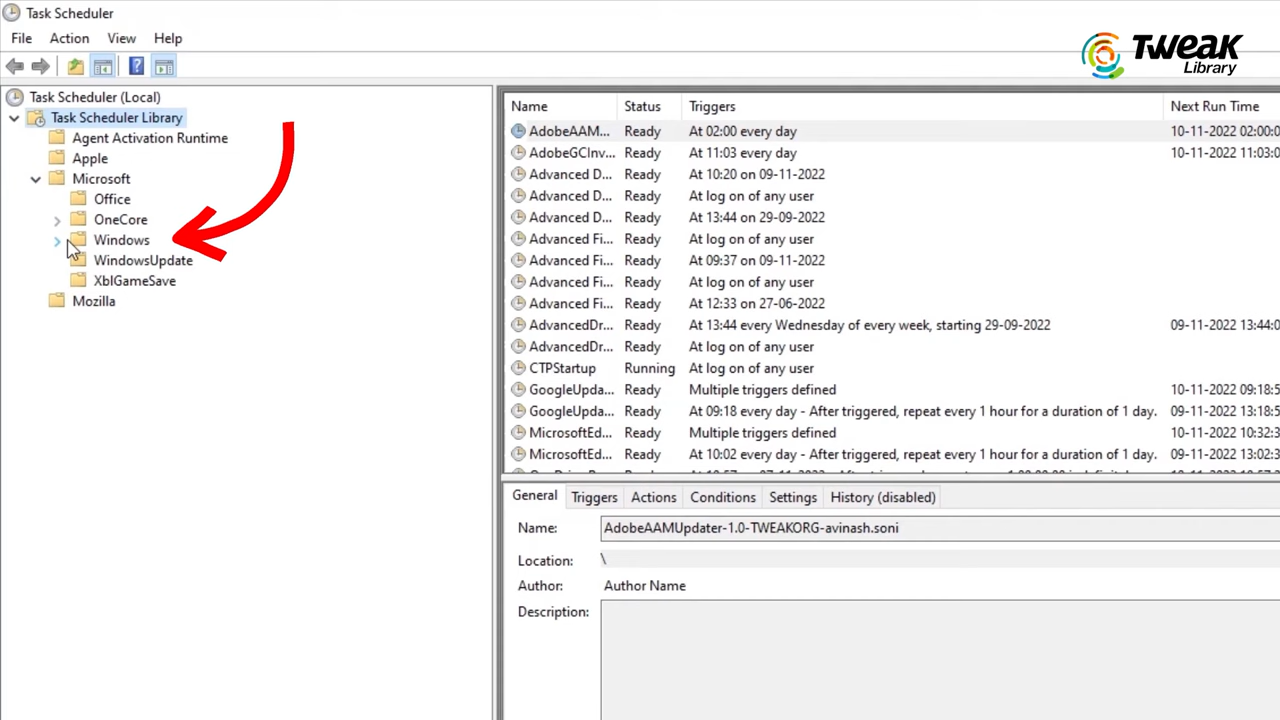 Task Scheduler
File Action View Help
TWEAK
Library
Task Scheduler (Local)
Task Scheduler Library
Agent Activation Runtime
Apple
Microsoft
Office
OneCore
Windows
WindowsUpdate
XblGameSave
Mozilla
Name Status Triggers Next Run Time
AdobeAAM... Ready At 02:00 every day 10-11-2022 02:00:0
AdobeGCInv... Ready At 11:03 every day 10-11-2022 11:03:0
Advanced D... Ready At 10:20 on 09-11-2022
Advanced D... Ready At log on of any user
Advanced D... Ready At 13:44 on 29-09-2022
Advanced Fi... Ready At log on of any user
Advanced Fi... Ready At 09:37 on 09-11-2022
Advanced Fi... Ready At log on of any user
Advanced Fi... Ready At 12:33 on 27-06-2022
AdvancedDr... Ready At 13:44 every Wednesday of every week, starting 29-09-2022 09-11-2022 13:44:0
AdvancedDr... Ready At log on of any user
CTPStartup Running At log on of any user
GoogleUpda... Ready Multiple triggers defined 10-11-2022 09:18:5
GoogleUpda... Ready At 09:18 every day - After triggered, repeat every 1 hour for a duration of 1 day. 09-11-2022 13:18:5
MicrosoftEd... Ready Multiple triggers defined 10-11-2022 10:32:3
MicrosoftEd... Ready At 10:02 every day - After triggered, repeat every 1 hour for a duration of 1 day. 09-11-2022 13:02:3
General Triggers Actions Conditions Settings History (disabled)
Name: AdobeAAMUpdater-1.0-TWEAKORG-avinash.soni
Location: \
Author: Author Name
Description: